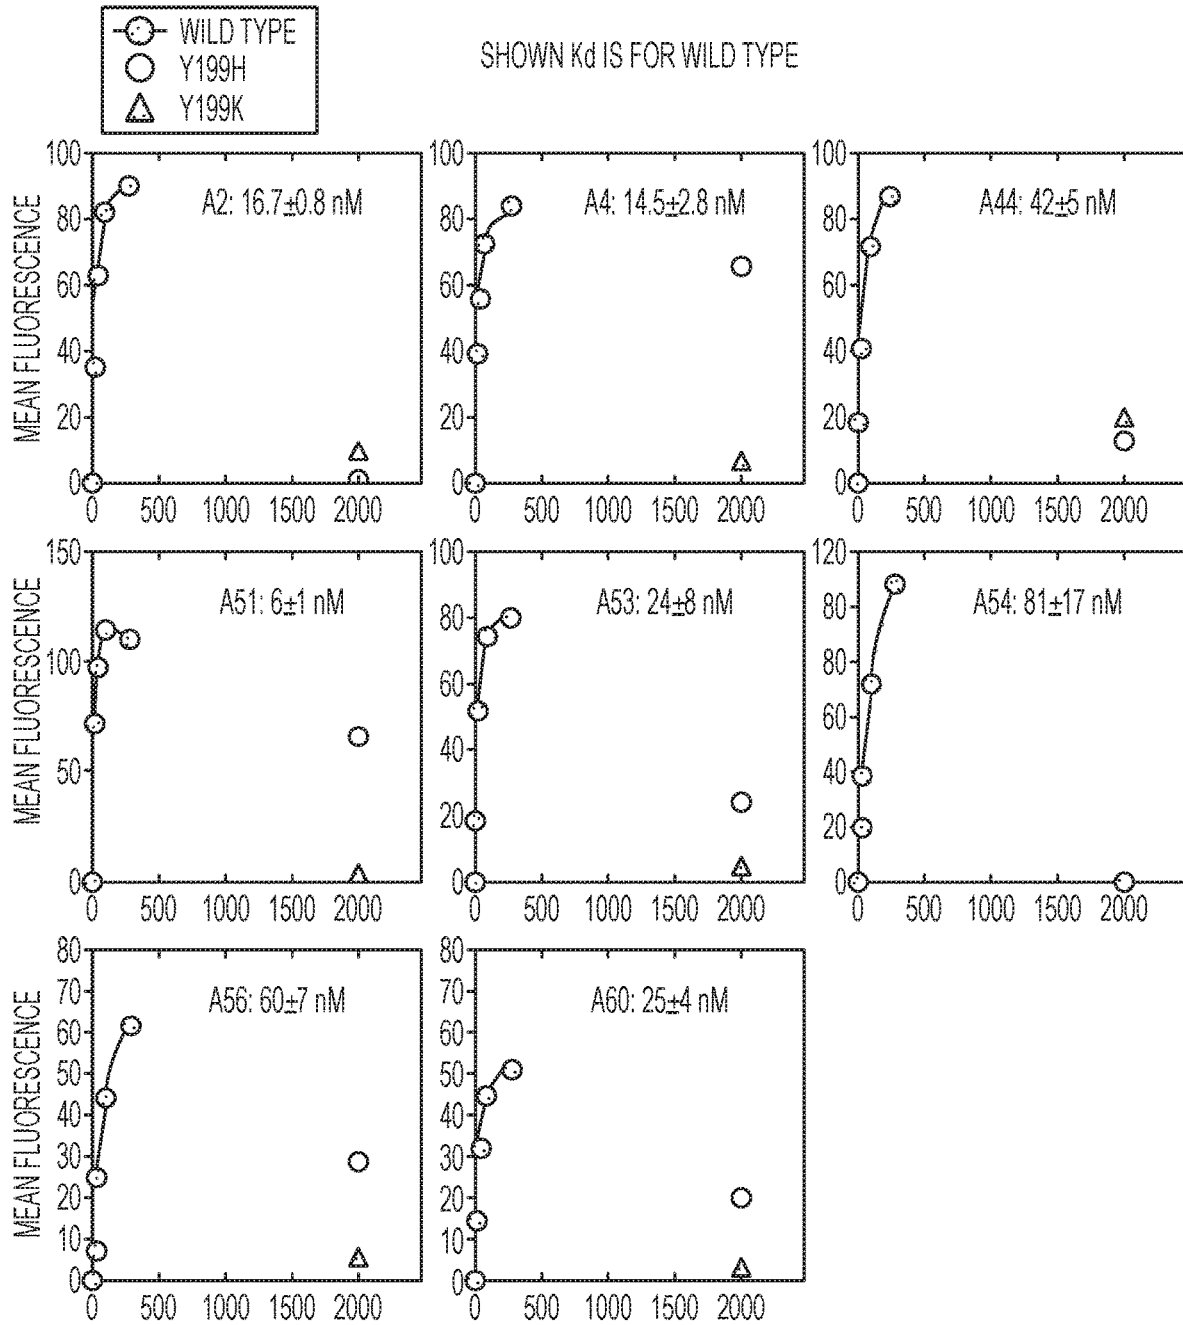 WILD TYPE
Y199H
Y199K
SHOWN Kd IS FOR WILD TYPE
MEAN FLUORESCENCE
100
80
60
40
20
0
A2: 16.7±0.8 nM
0 500 1000 1500 2000
100
80
60
40
20
0
A4: 14.5±2.8 nM
0 500 1000 1500 2000
100
80
60
40
20
0
A44: 42±5 nM
0 500 1000 1500 2000
MEAN FLUORESCENCE
150
100
50
0
A51: 6±1 nM
0 500 1000 1500 2000
100
80
60
40
20
0
A53: 24±8 nM
0 500 1000 1500 2000
120
80
80
60
40
20
0
A54: 81±17 nM
0 500 1000 1500 2000
MEAN FLUORESCENCE
80
70
60
50
40
30
20
10
0
A56: 60±7 nM
0 500 1000 1500 2000
80
70
60
50
40
30
20
10
0
A60: 25±4 nM
0 500 1000 1500 2000